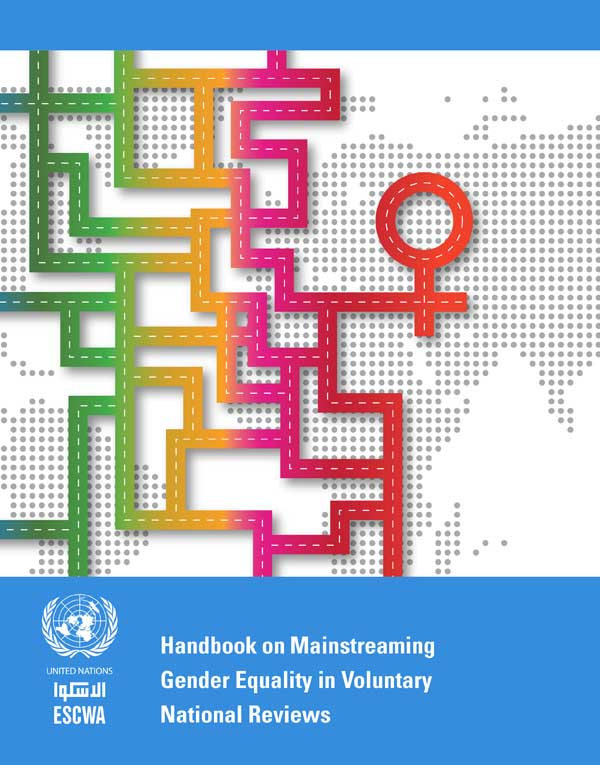 Handbook on Mainstreaming
Gender Equality in Voluntary
National Reviews
UNITED NATIONS
الاسكوا
ESCWA